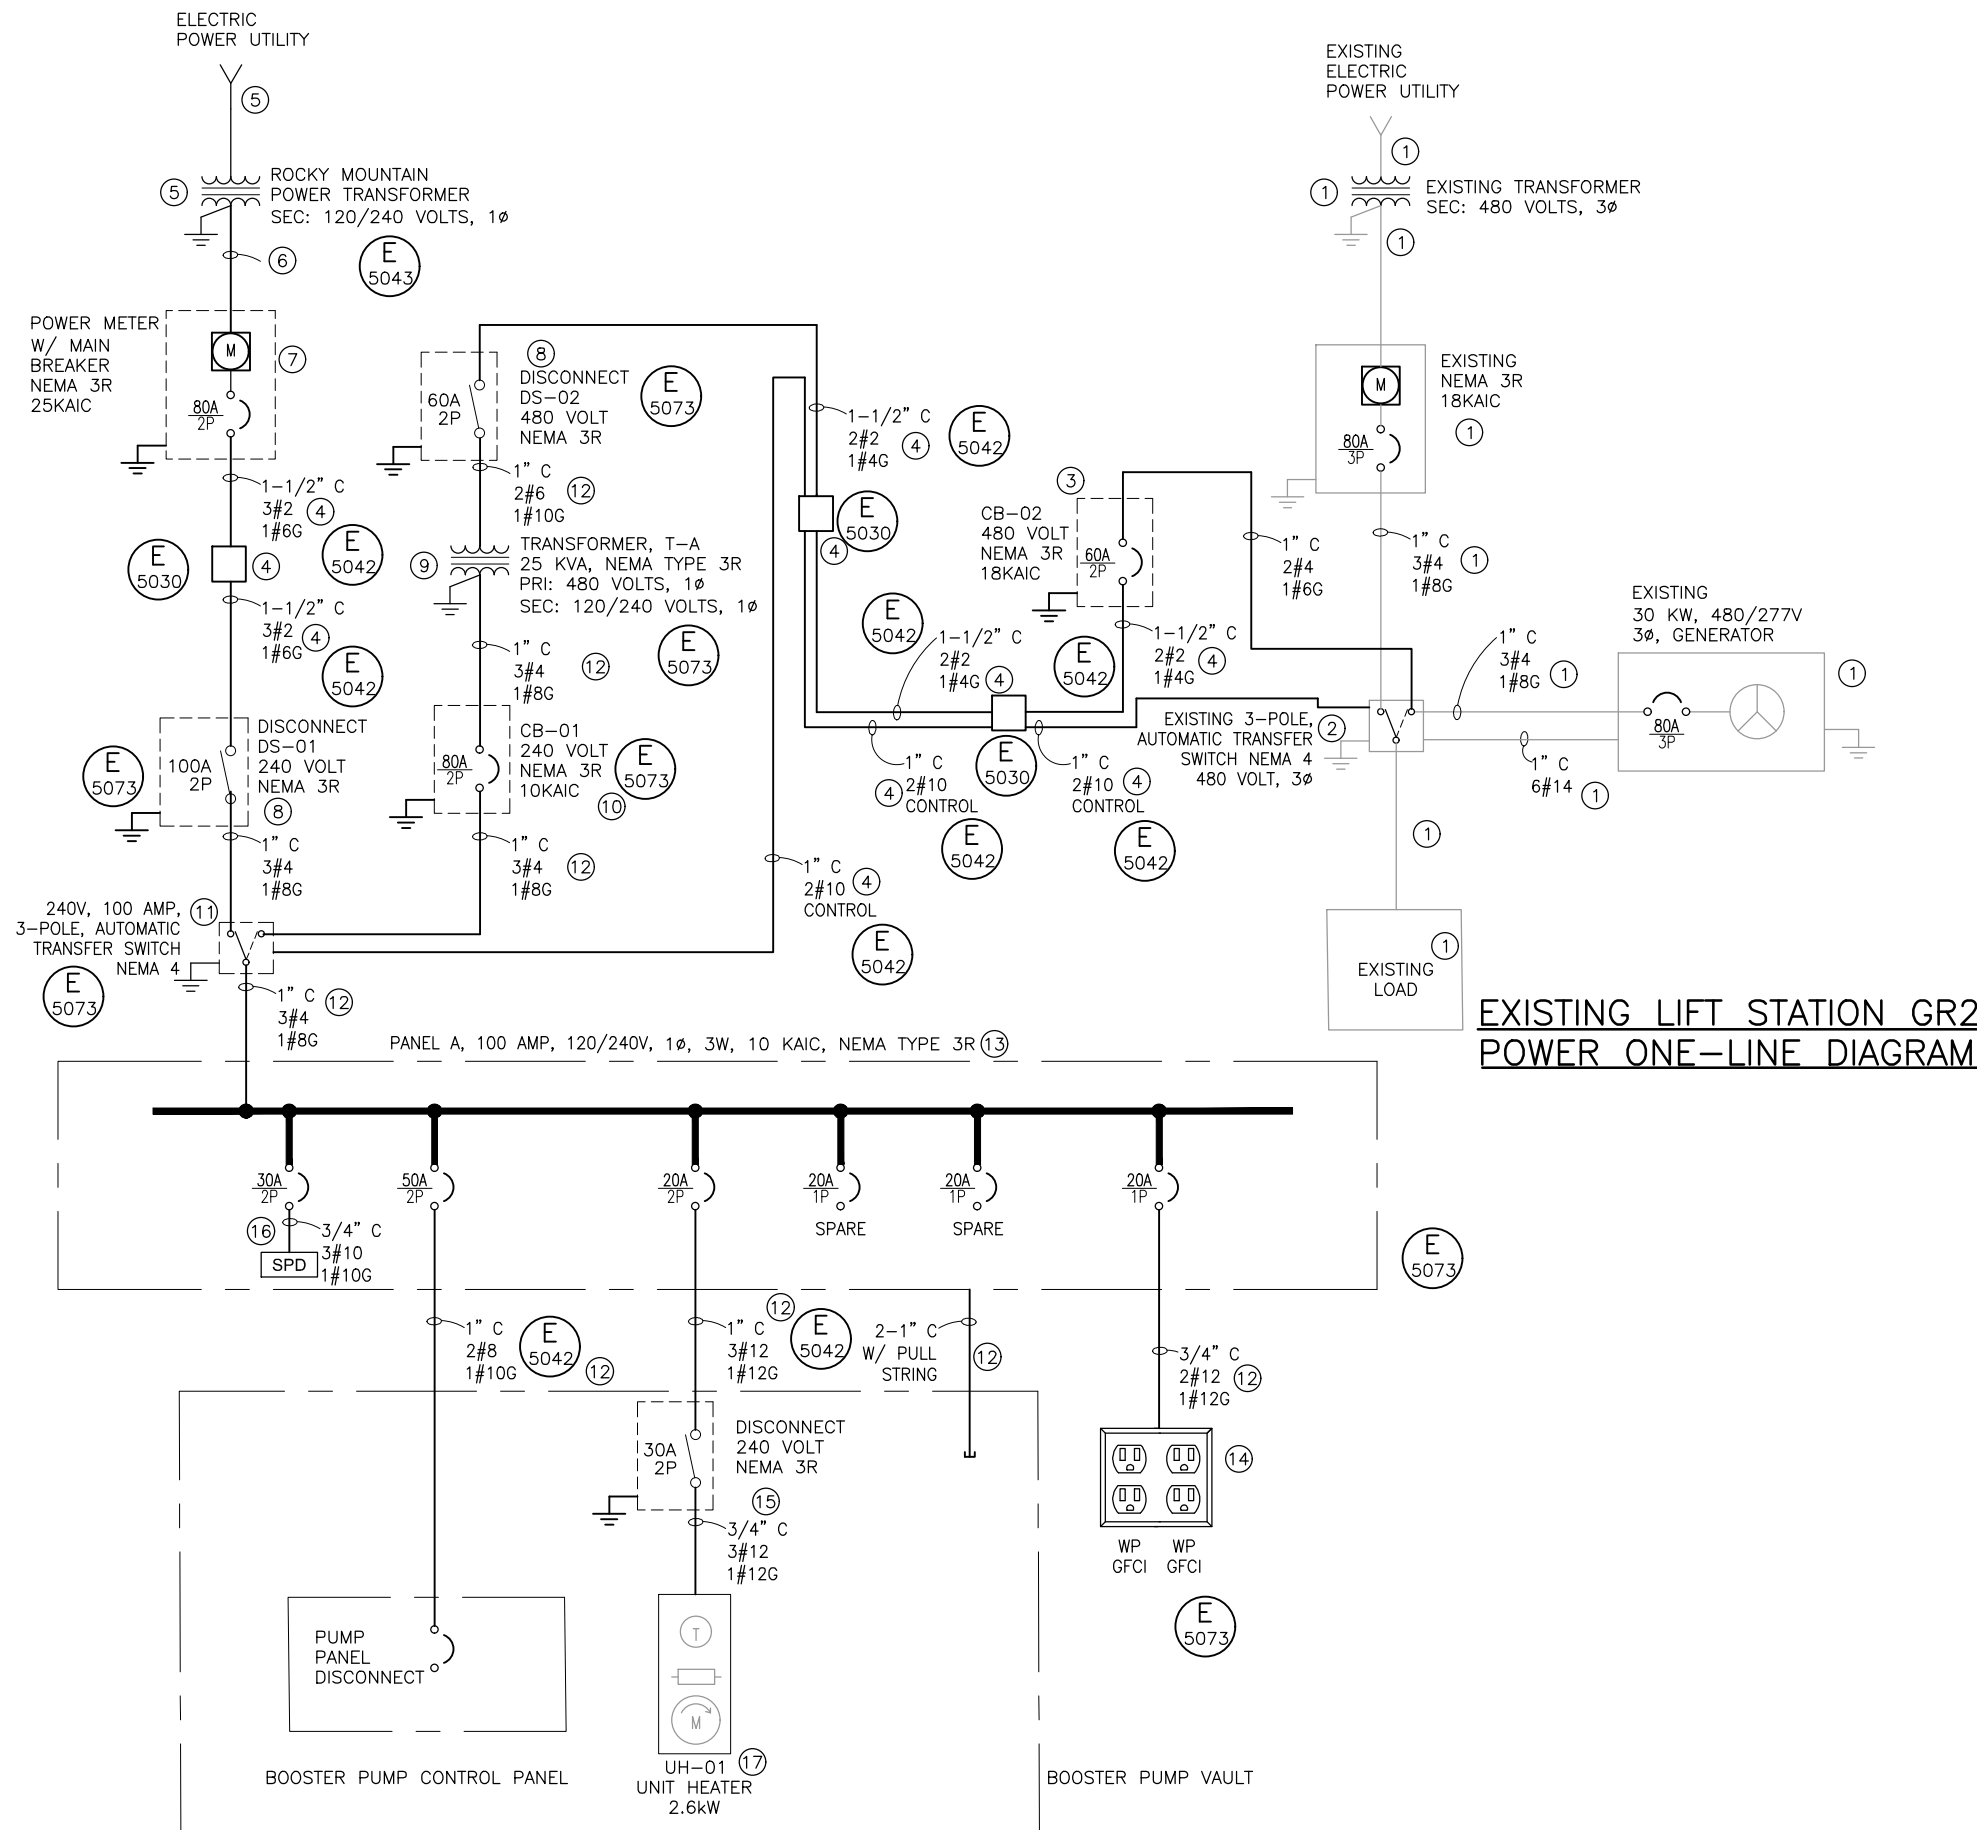 ELECTRIC
POWER UTILITY
5
5
ROCKY MOUNTAIN
POWER TRANSFORMER
SEC: 120/240 VOLTS, 1ø
E
5043
6
POWER METER
W/ MAIN
BREAKER
NEMA 3R
25KAIC
M
7
80A
2P
1-1/2" C
3#2
1#6G
4
E
5042
E
5030
4
1-1/2" C
3#2
1#6G
4
E
5042
DISCONNECT
DS-01
240 VOLT
NEMA 3R
8
100A
2P
E
5073
1" C
3#4
1#8G
240V, 100 AMP,
3-POLE, AUTOMATIC
TRANSFER SWITCH
NEMA 4
11
E
5073
1" C
3#4
1#8G
12
8
DISCONNECT
DS-02
480 VOLT
NEMA 3R
60A
2P
E
5073
1" C
2#6
1#10G
12
9
TRANSFORMER, T-A
25 KVA, NEMA TYPE 3R
PRI: 480 VOLTS, 1ø
SEC: 120/240 VOLTS, 1ø
E
5073
1" C
3#4
1#8G
12
CB-01
240 VOLT
NEMA 3R
10KAIC
10
80A
2P
E
5073
1" C
3#4
1#8G
12
1-1/2" C
2#2
1#4G
4
E
5042
E
5030
4
E
5042
1-1/2" C
2#2
1#4G
4
1" C
2#10
CONTROL
4
E
5042
E
5030
1" C
2#10
CONTROL
4
E
5042
1" C
2#10
CONTROL
4
E
5042
3
CB-02
480 VOLT
NEMA 3R
18KAIC
60A
2P
E
5042
1-1/2" C
2#2
1#4G
4
1" C
2#4
1#6G
EXISTING
ELECTRIC
POWER UTILITY
1
1
EXISTING TRANSFORMER
SEC: 480 VOLTS, 3ø
1
EXISTING
NEMA 3R
18KAIC
1
M
80A
3P
1" C
3#4
1#8G
1
EXISTING 3-POLE,
AUTOMATIC TRANSFER
SWITCH NEMA 4
480 VOLT, 3ø
2
1" C
3#4
1#8G
1
1" C
6#14
1
EXISTING
30 KW, 480/277V
3ø, GENERATOR
80A
3P
1
1
EXISTING
LOAD
1
EXISTING LIFT STATION GR2
POWER ONE-LINE DIAGRAM
PANEL A, 100 AMP, 120/240V, 1ø, 3W, 10 KAIC, NEMA TYPE 3R
13
30A
2P
50A
2P
20A
2P
20A
1P
SPARE
20A
1P
SPARE
20A
1P
16
SPD
3/4" C
3#10
1#10G
E
5073
1" C
2#8
1#10G
E
5042
12
12
1" C
3#12
1#12G
E
5042
2-1" C
W/ PULL
STRING
12
3/4" C
2#12
1#12G
12
30A
2P
DISCONNECT
240 VOLT
NEMA 3R
15
3/4" C
3#12
1#12G
14
WP
GFCI
WP
GFCI
E
5073
PUMP
PANEL
DISCONNECT
T
M
17
UH-01
UNIT HEATER
2.6kW
BOOSTER PUMP CONTROL PANEL
BOOSTER PUMP VAULT